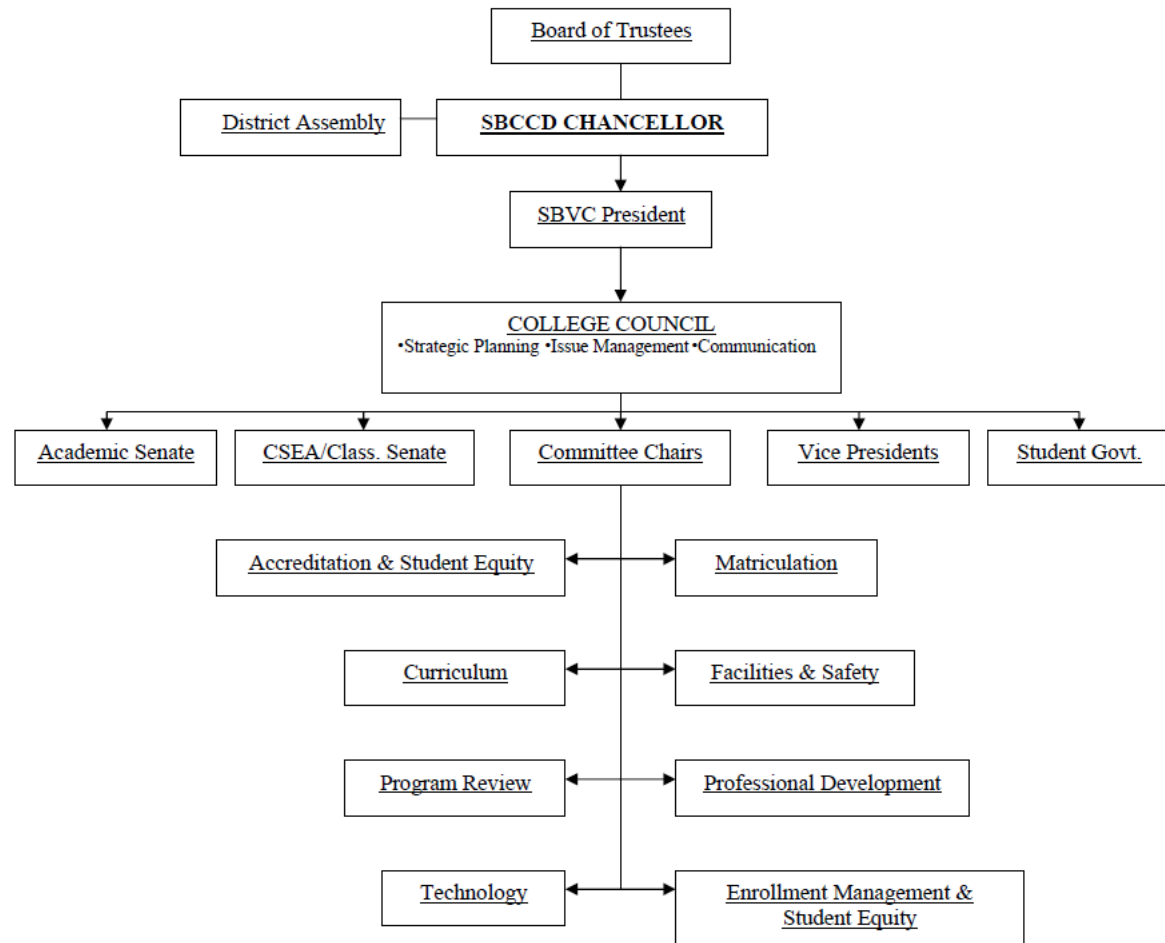 Board of Trustees
District Assembly
SBCCD CHANCELLOR
SBVC President
COLLEGE COUNCIL
•Strategic Planning •Issue Management •Communication
Academic Senate
CSEA/Class. Senate
Committee Chairs
Vice Presidents
Student Govt.
Accreditation & Student Equity
Matriculation
Curriculum
Facilities & Safety
Program Review
Professional Development
Technology
Enrollment Management &
Student Equity